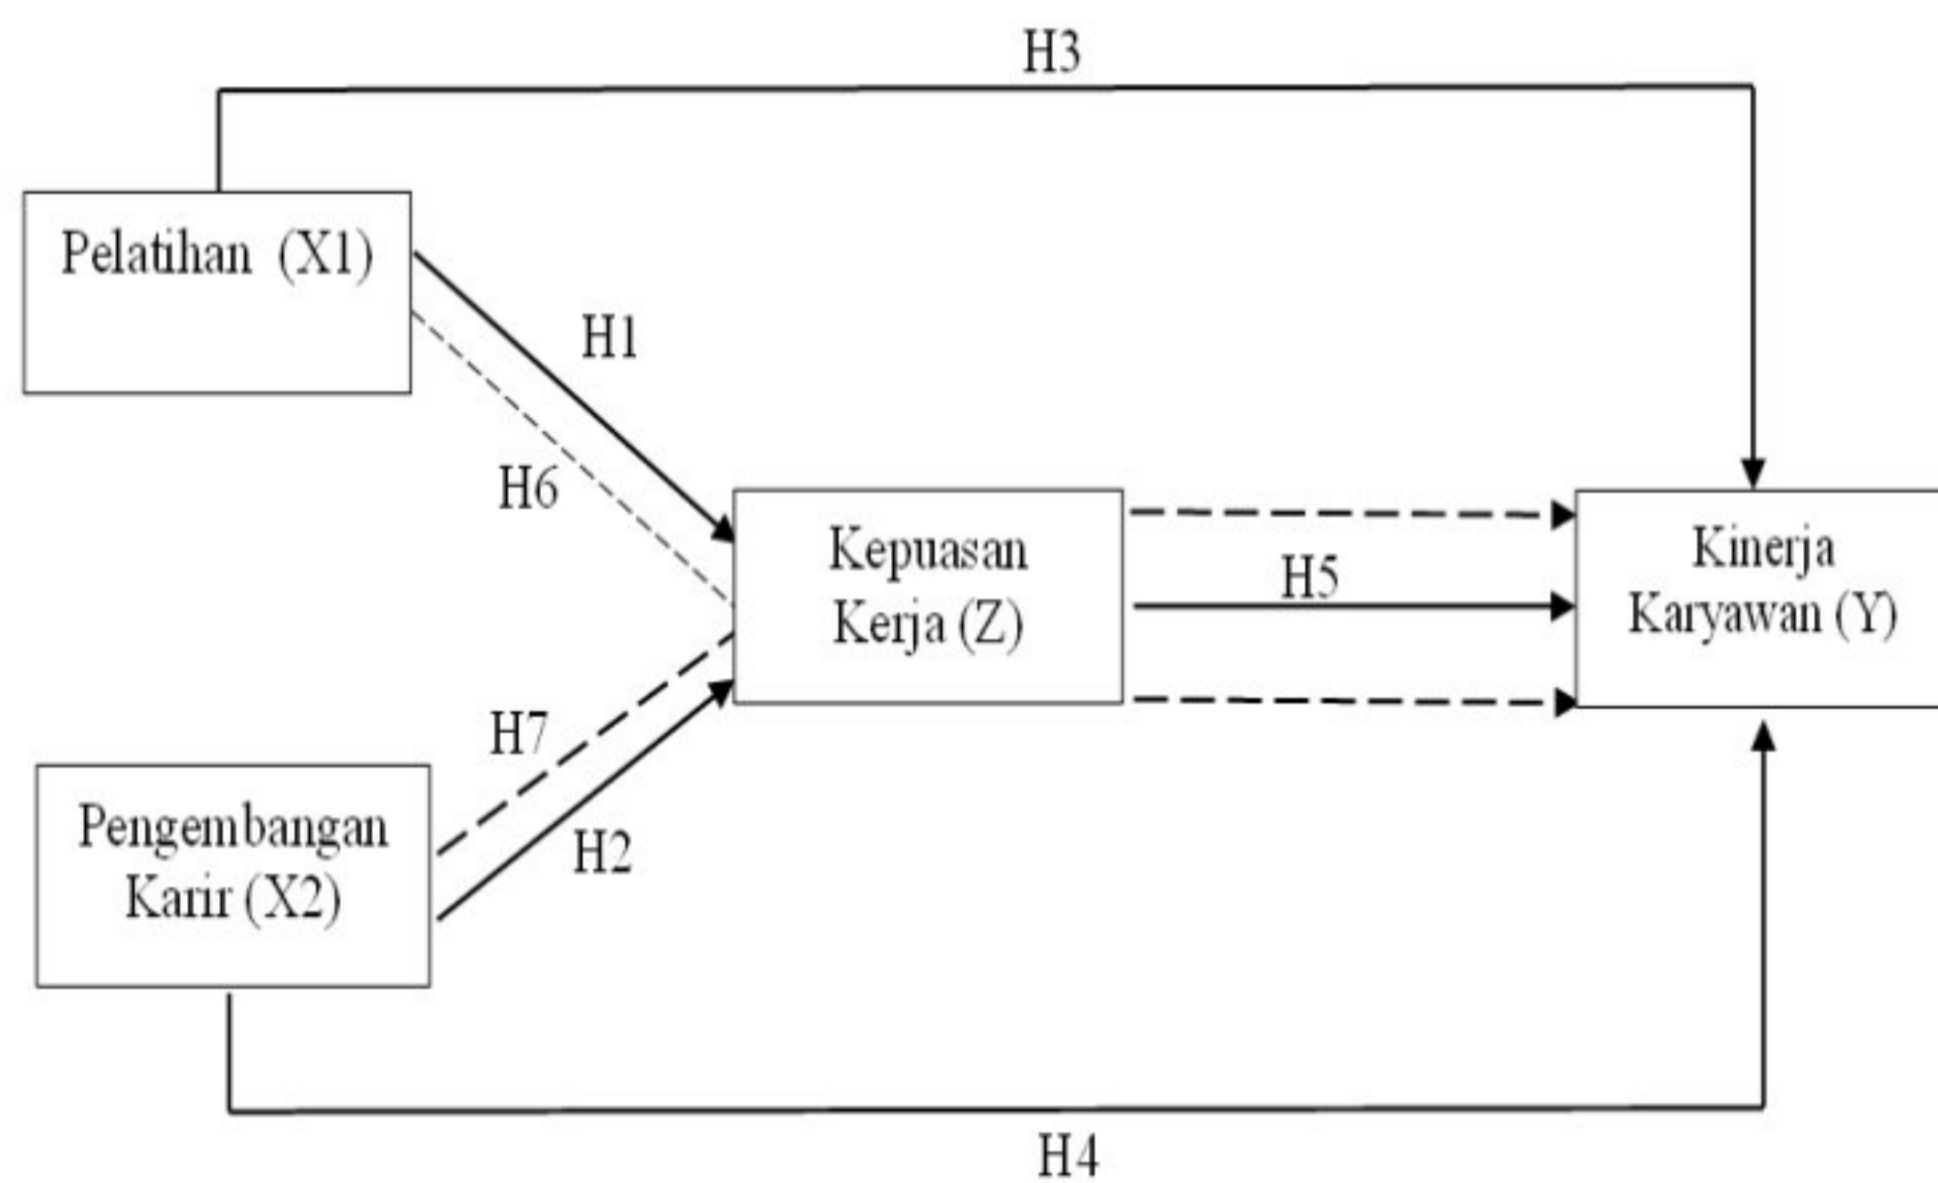 H3
Pelatihan (X1)
H1
H6
Kepuasan
Kerja (Z)
H5
Kinerja
Karyawan (Y)
H7
H2
Pengembangan
Karir (X2)
H4